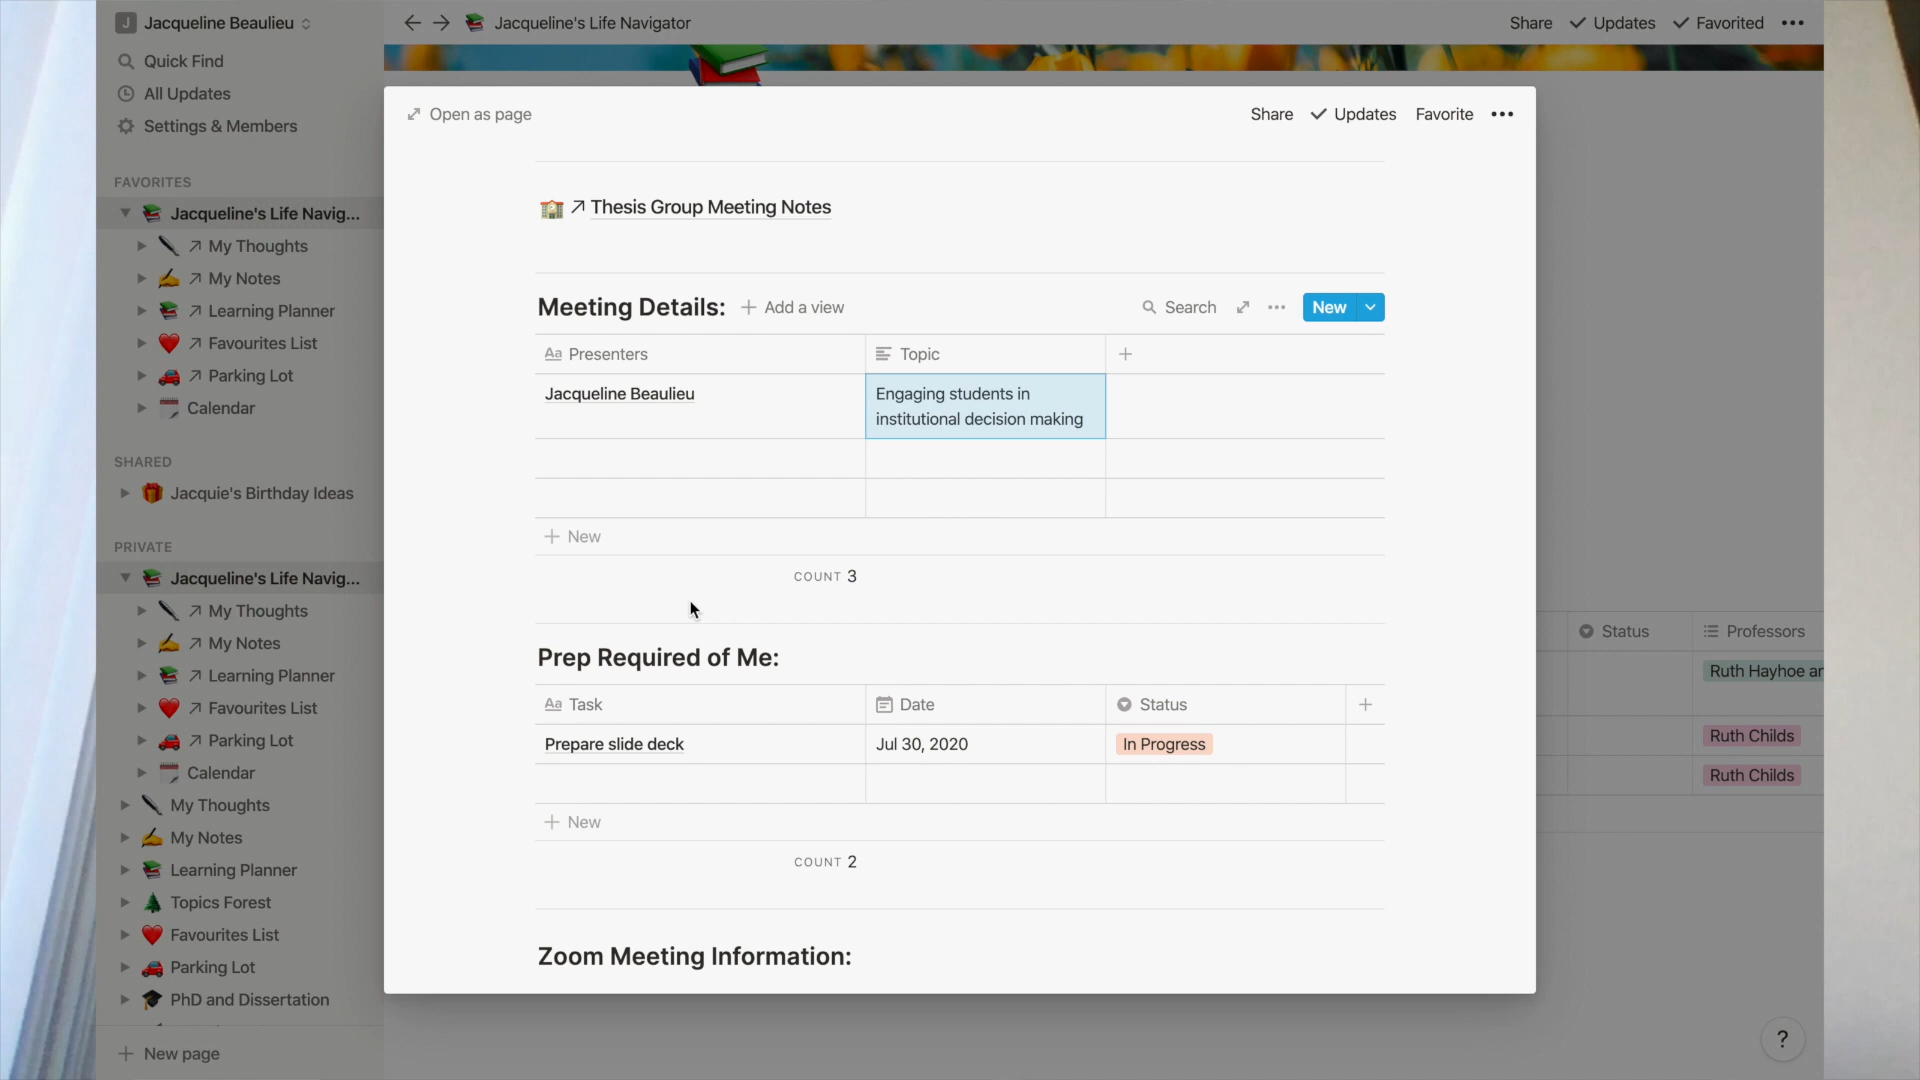 J Jacqueline Beaulieu
Quick Find
All Updates
Settings & Members
FAVORITES
Jacqueline's Life Navig...
My Thoughts
My Notes
Learning Planner
Favourites List
Parking Lot
Calendar
SHARED
Jacquie's Birthday Ideas
PRIVATE
Jacqueline's Life Navig...
My Thoughts
My Notes
Learning Planner
Favourites List
Parking Lot
Calendar
My Thoughts
My Notes
Learning Planner
Topics Forest
Favourites List
Parking Lot
PhD and Dissertation
New page
Jacqueline's Life Navigator
Share Updates Favorited
Open as page
Share Updates Favorite
Thesis Group Meeting Notes
Meeting Details: Add a view Search New
Aa Presenters Topic
Jacqueline Beaulieu Engaging students in
institutional decision making
New
COUNT 3
Prep Required of Me:
Aa Task Date Status
Prepare slide deck Jul 30, 2020 In Progress
New
COUNT 2
Zoom Meeting Information:
Status Professors
Ruth Hayhoe ar
Ruth Childs
Ruth Childs
?